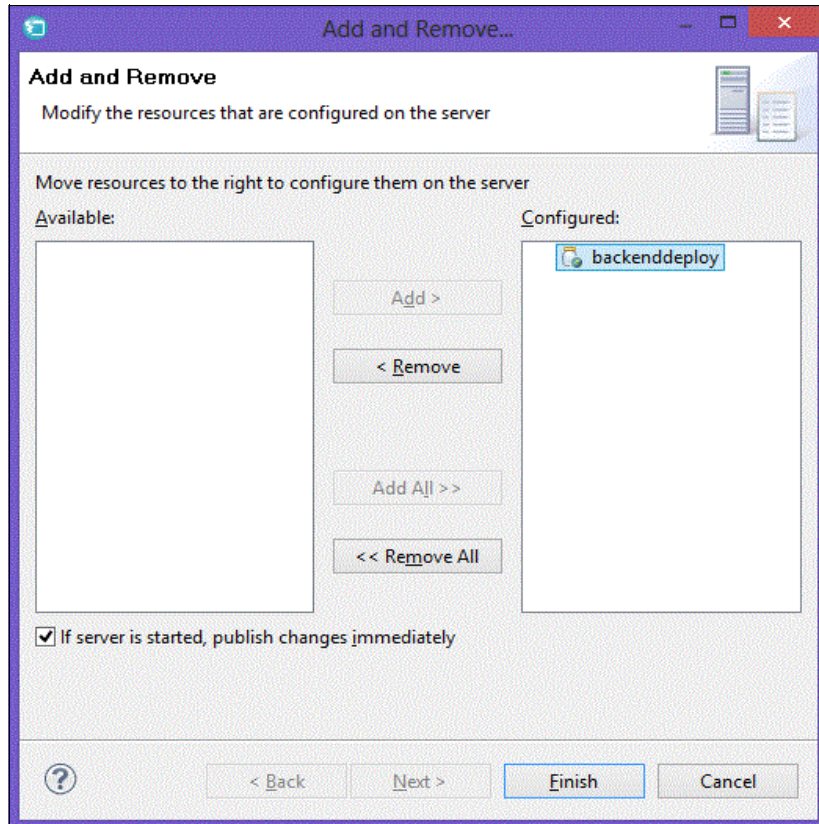 Add and Remove...
Add and Remove
Modify the resources that are configured on the server
Move resources to the right to configure them on the server
Available:
Configured:
backenddeploy
Add >
< Remove
Add All >>
<< Remove All
If server is started, publish changes immediately
?
< Back
Next >
Finish
Cancel